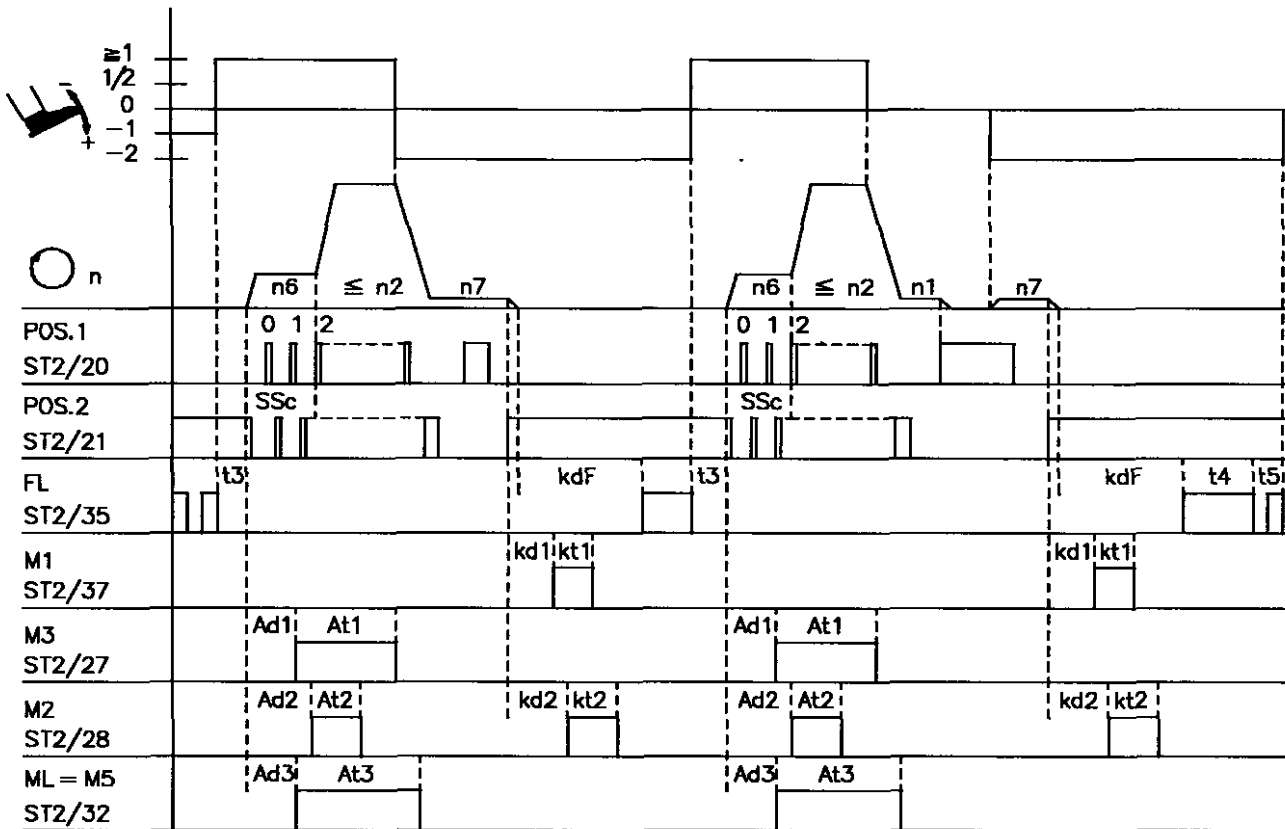 ≧1
1/2
0
−1
−2
−
+
n
n6 ≦ n2 n7 n6 ≦ n2 n1 n7
POS.1 0 1 2 0 1 2
ST2/20
POS.2 SSc SSc
ST2/21
FL t3 kdF t3 kdF t4 t5
ST2/35
M1 kd1 kt1 kd1 kt1
ST2/37
M3 Ad1 At1 Ad1 At1
ST2/27
M2 Ad2 At2 kd2 kt2 Ad2 At2 kd2 kt2
ST2/28
ML = M5 Ad3 At3 Ad3 At3
ST2/32